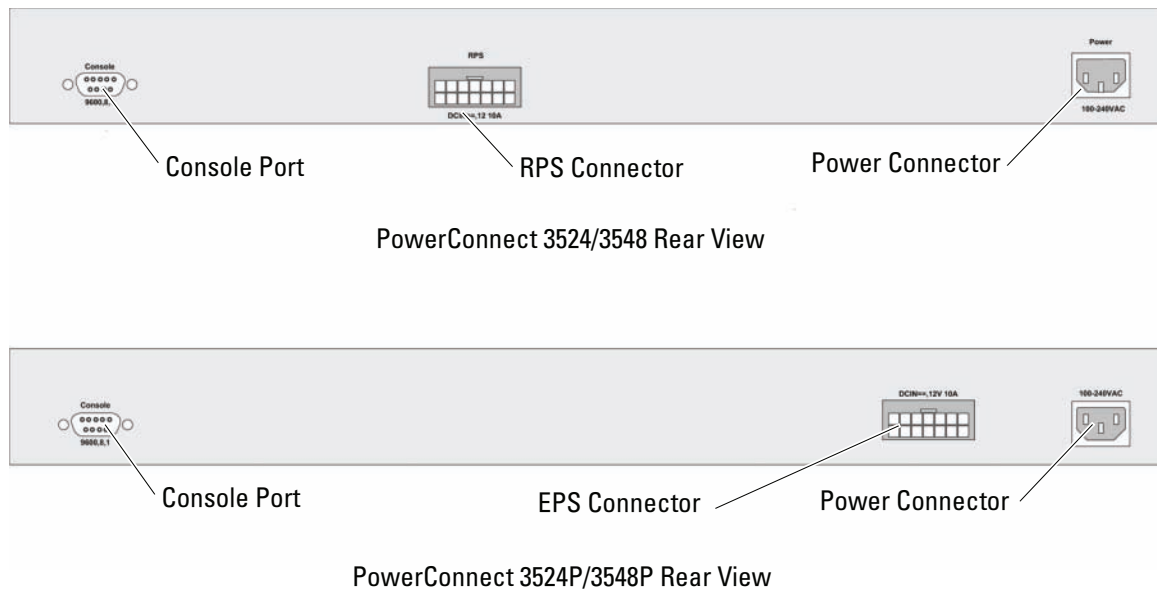 Console
9600,8,
RPS
DCIN==,12 10A
Power
100-240VAC
Console Port
RPS Connector
Power Connector
PowerConnect 3524/3548 Rear View
Console
9600,8,1
DCIN==,12V 10A
100-240VAC
Console Port
EPS Connector
Power Connector
PowerConnect 3524P/3548P Rear View